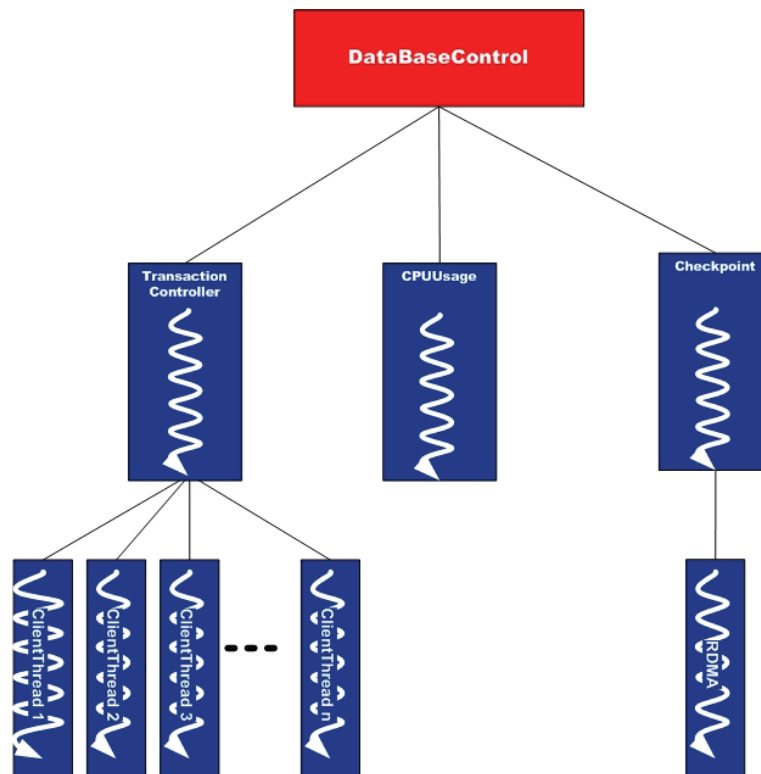 DataBaseControl
Transaction
Controller
CPUUsage
Checkpoint
ClientThread 1
ClientThread 2
ClientThread 3
ClientThread n
RDMA